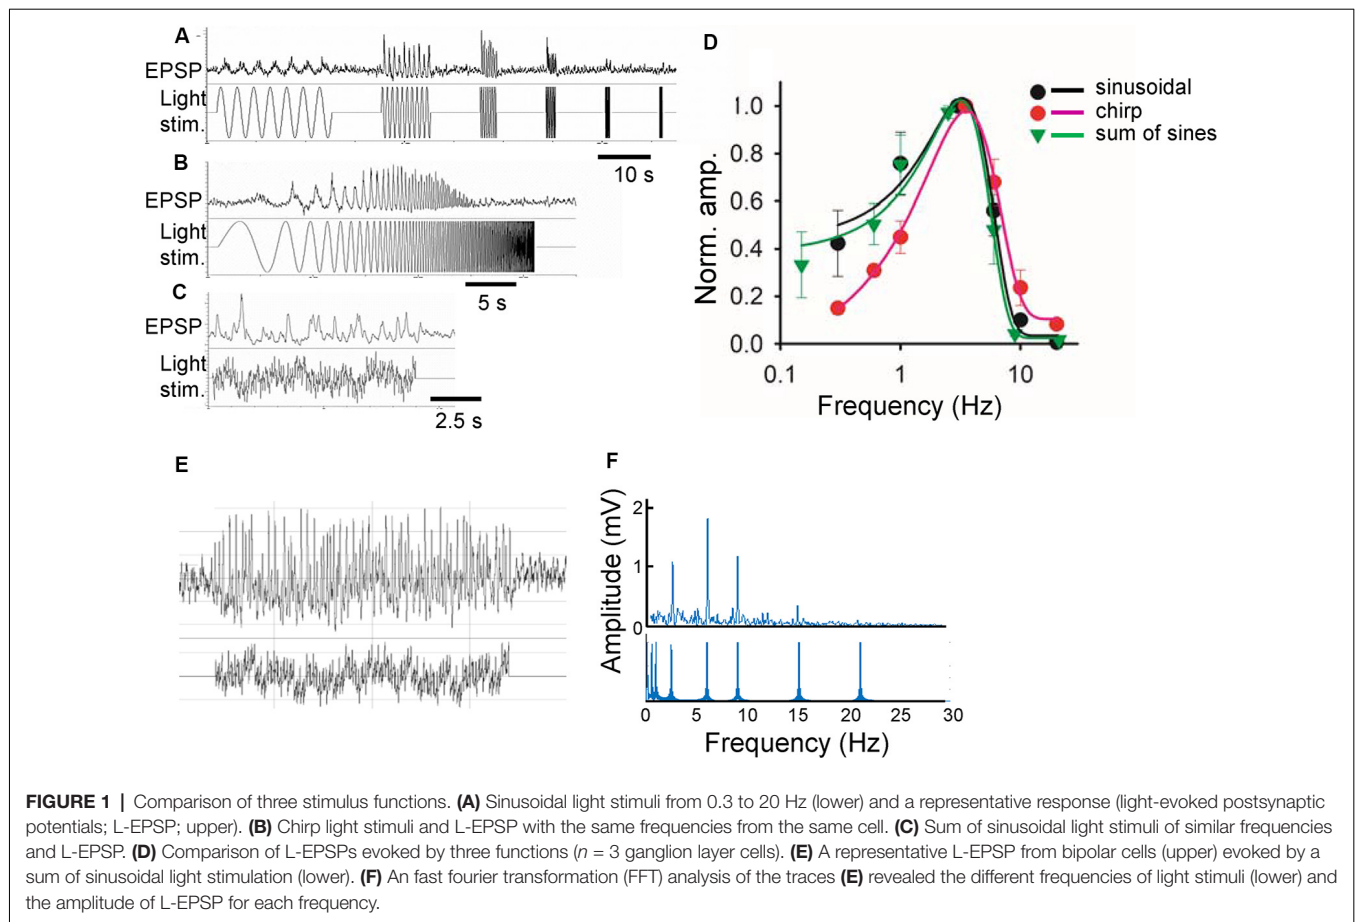 A
EPSP
Light
stim.
10 s
B
EPSP
Light
stim.
5 s
C
EPSP
Light
stim.
2.5 s
D
Norm. amp.
1.0
0.8
0.6
0.4
0.2
0.0
0.1
1
10
Frequency (Hz)
sinusoidal
chirp
sum of sines
E
F
Amplitude (mV)
2
1
0
0 5 10 15 20 25 30
Frequency (Hz)
FIGURE 1 | Comparison of three stimulus functions. (A) Sinusoidal light stimuli from 0.3 to 20 Hz (lower) and a representative response (light-evoked postsynaptic
potentials; L-EPSP; upper). (B) Chirp light stimuli and L-EPSP with the same frequencies from the same cell. (C) Sum of sinusoidal light stimuli of similar frequencies
and L-EPSP. (D) Comparison of L-EPSPs evoked by three functions (n = 3 ganglion layer cells). (E) A representative L-EPSP from bipolar cells (upper) evoked by a
sum of sinusoidal light stimulation (lower). (F) An fast fourier transformation (FFT) analysis of the traces (E) revealed the different frequencies of light stimuli (lower) and
the amplitude of L-EPSP for each frequency.